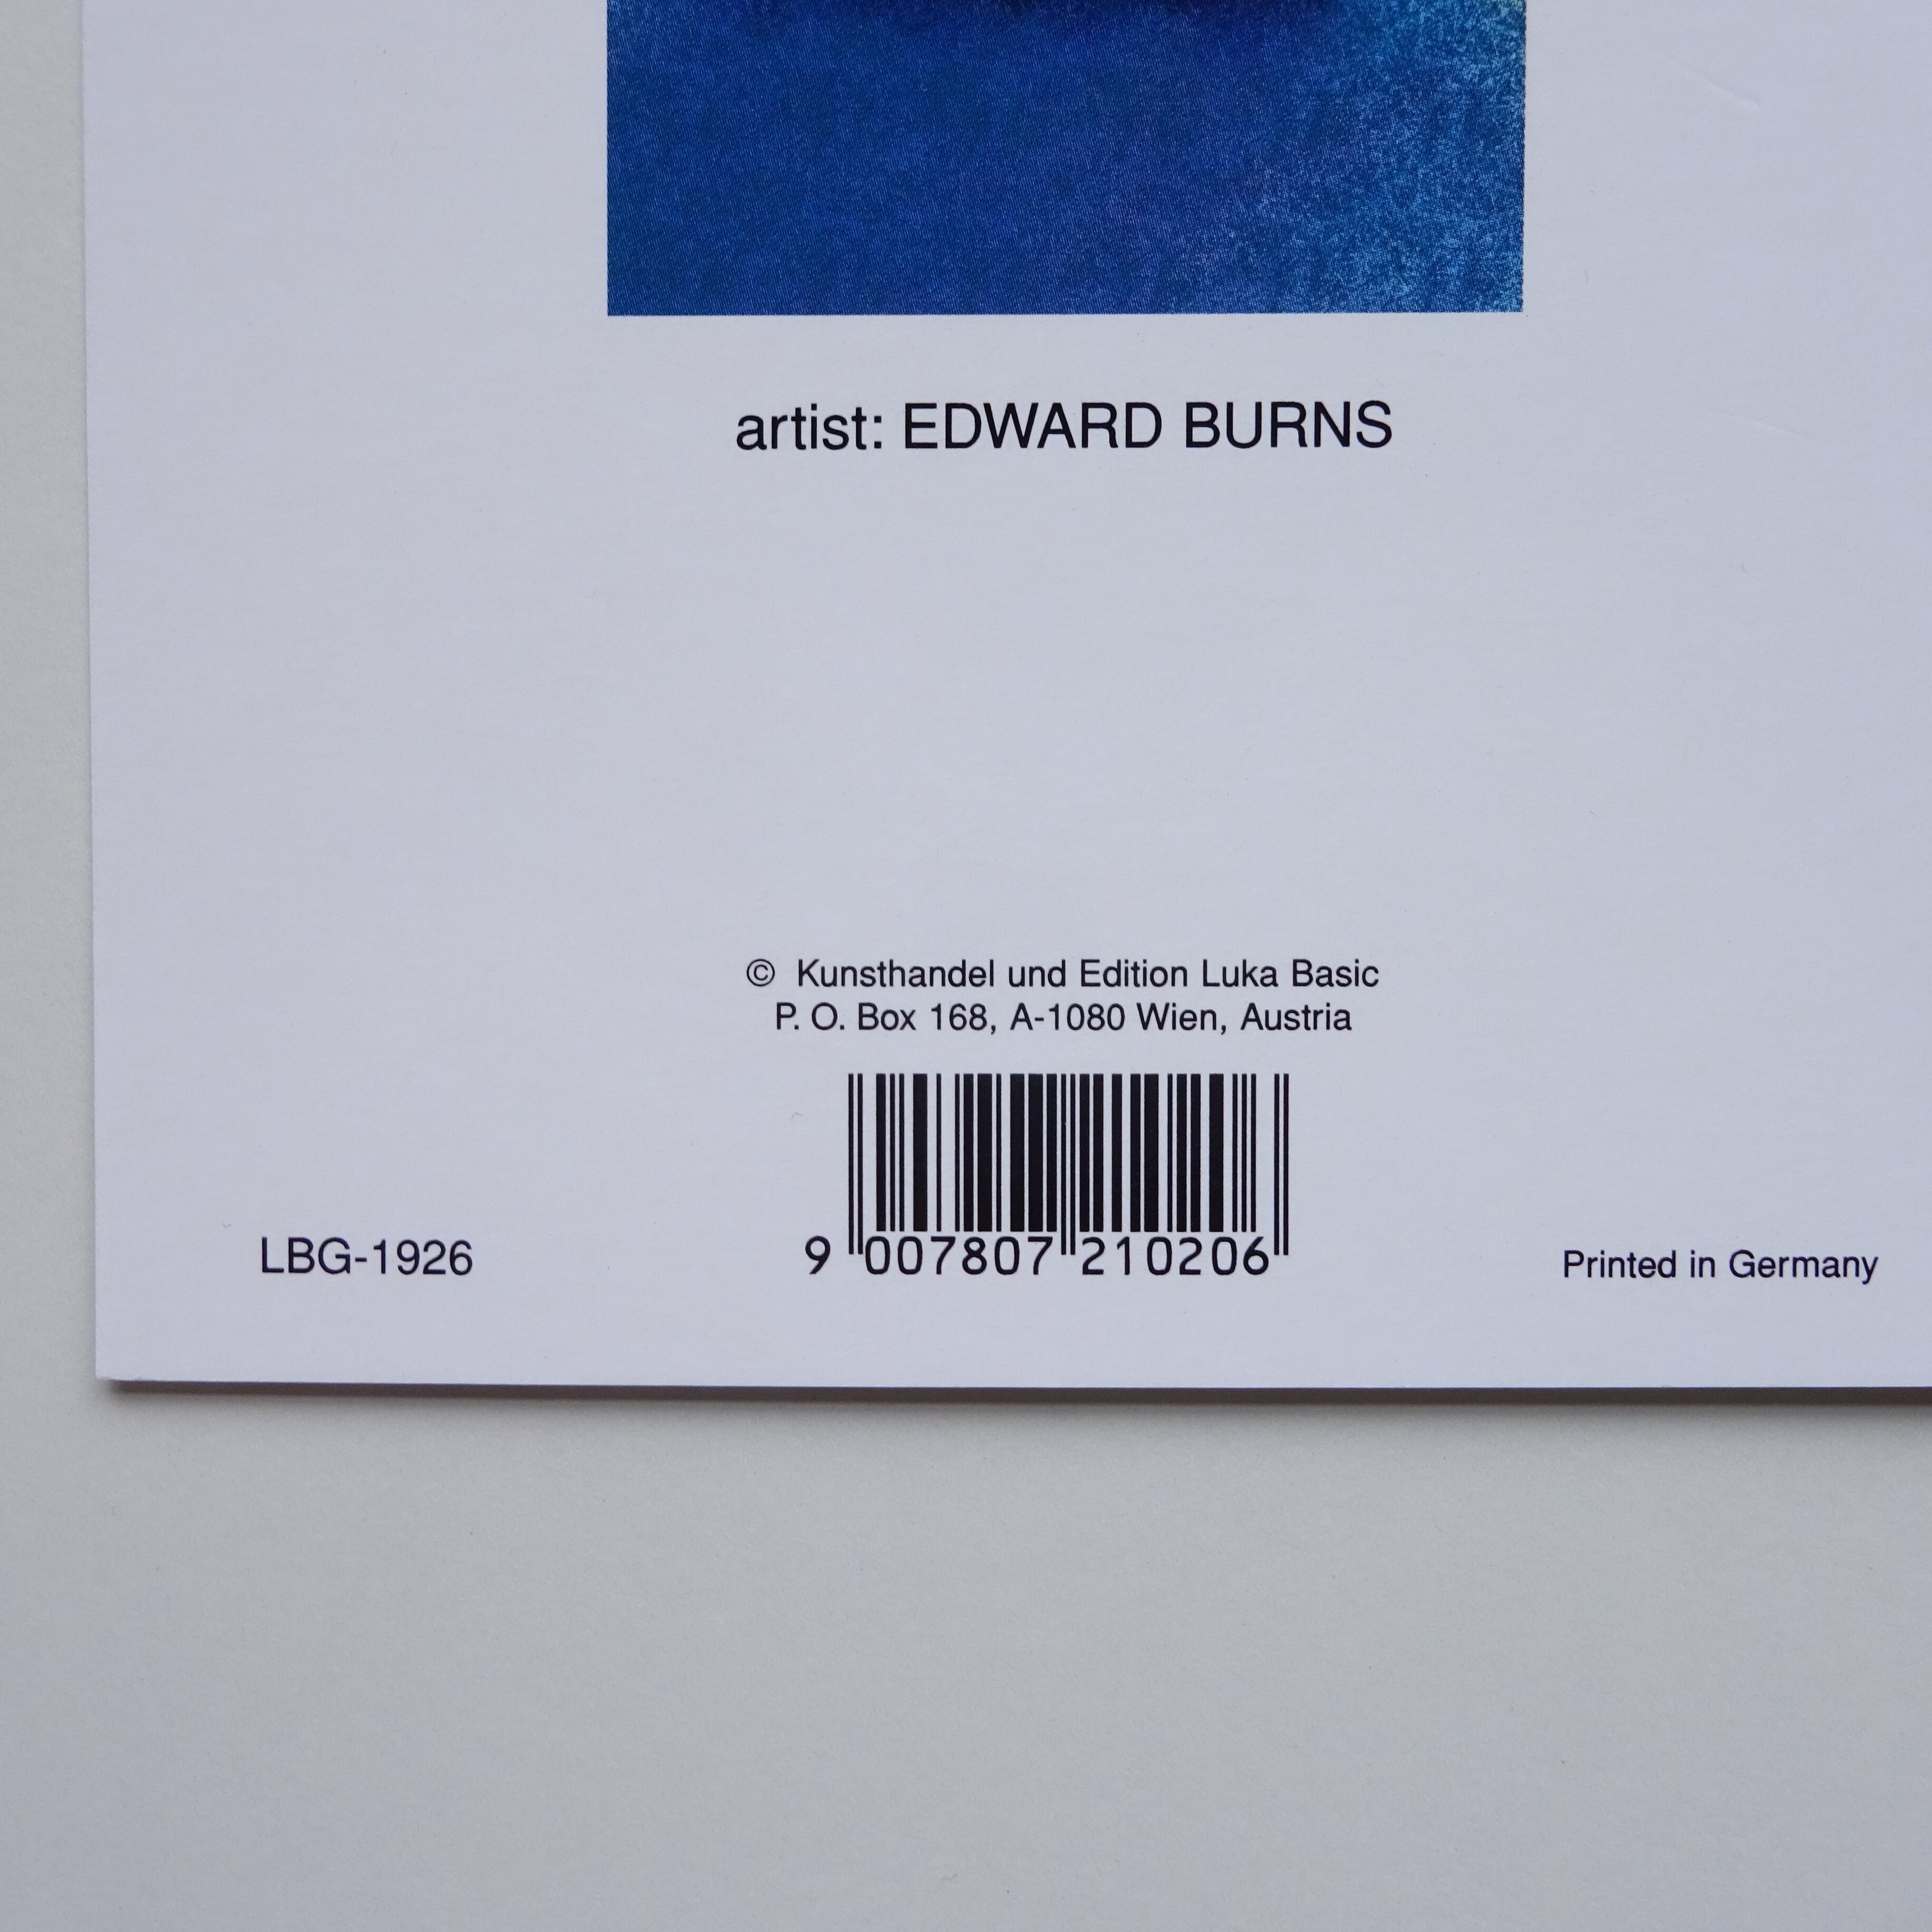 artist: EDWARD BURNS
© Kunsthandel und Edition Luka Basic
P. O. Box 168, A-1080 Wien, Austria
LBG-1926
9 007807 210206
Printed in Germany